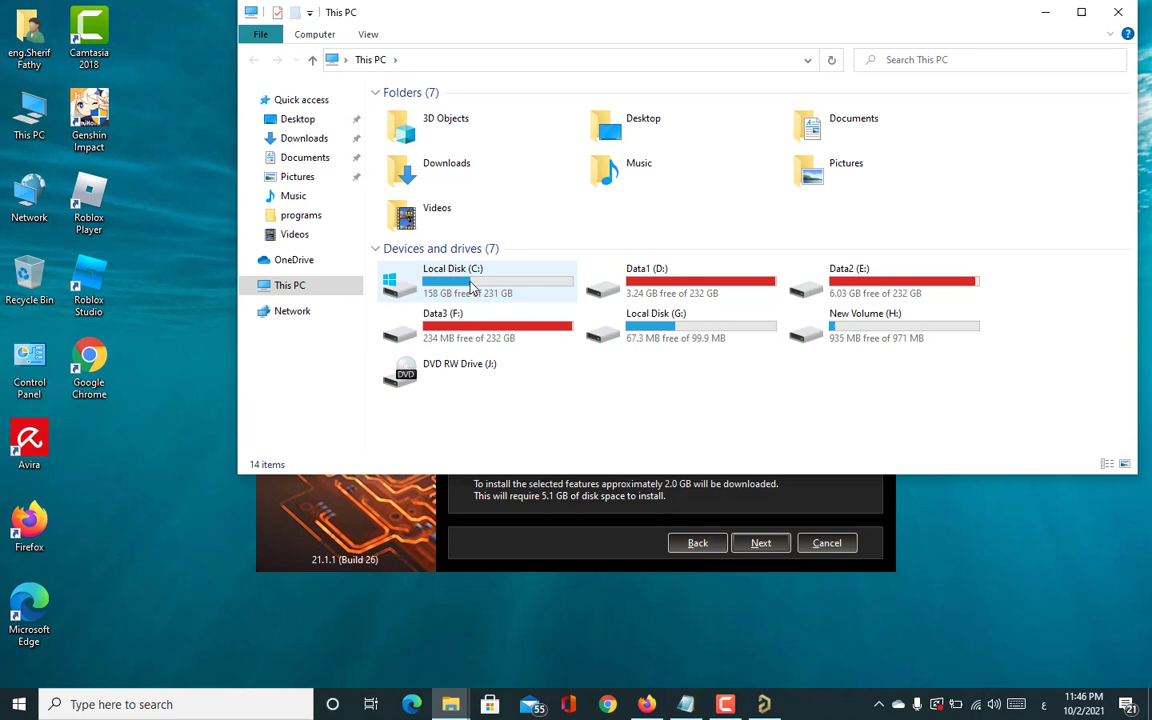 eng.Sherif
Fathy
Camtasia
2018
This PC
Genshin
Impact
Network
Roblox
Player
Recycle Bin
Roblox
Studio
Control
Panel
Google
Chrome
Avira
Firefox
Microsoft
Edge
This PC
File
Computer
View
This PC
Search This PC
Quick access
Desktop
Downloads
Documents
Pictures
Music
programs
Videos
OneDrive
This PC
Network
Folders (7)
3D Objects
Desktop
Documents
Downloads
Music
Pictures
Videos
Devices and drives (7)
Local Disk (C:)
158 GB free of 231 GB
Data1 (D:)
3.24 GB free of 232 GB
Data2 (E:)
6.03 GB free of 232 GB
Data3 (F:)
234 MB free of 232 GB
Local Disk (G:)
67.3 MB free of 99.9 MB
New Volume (H:)
935 MB free of 971 MB
DVD
DVD RW Drive (J:)
14 items
To install the selected features approximately 2.0 GB will be downloaded.
This will require 5.1 GB of disk space to install.
21.1.1 (Build 26)
Back
Next
Cancel
Type here to search
55
ع
11:46 PM
10/2/2021
21